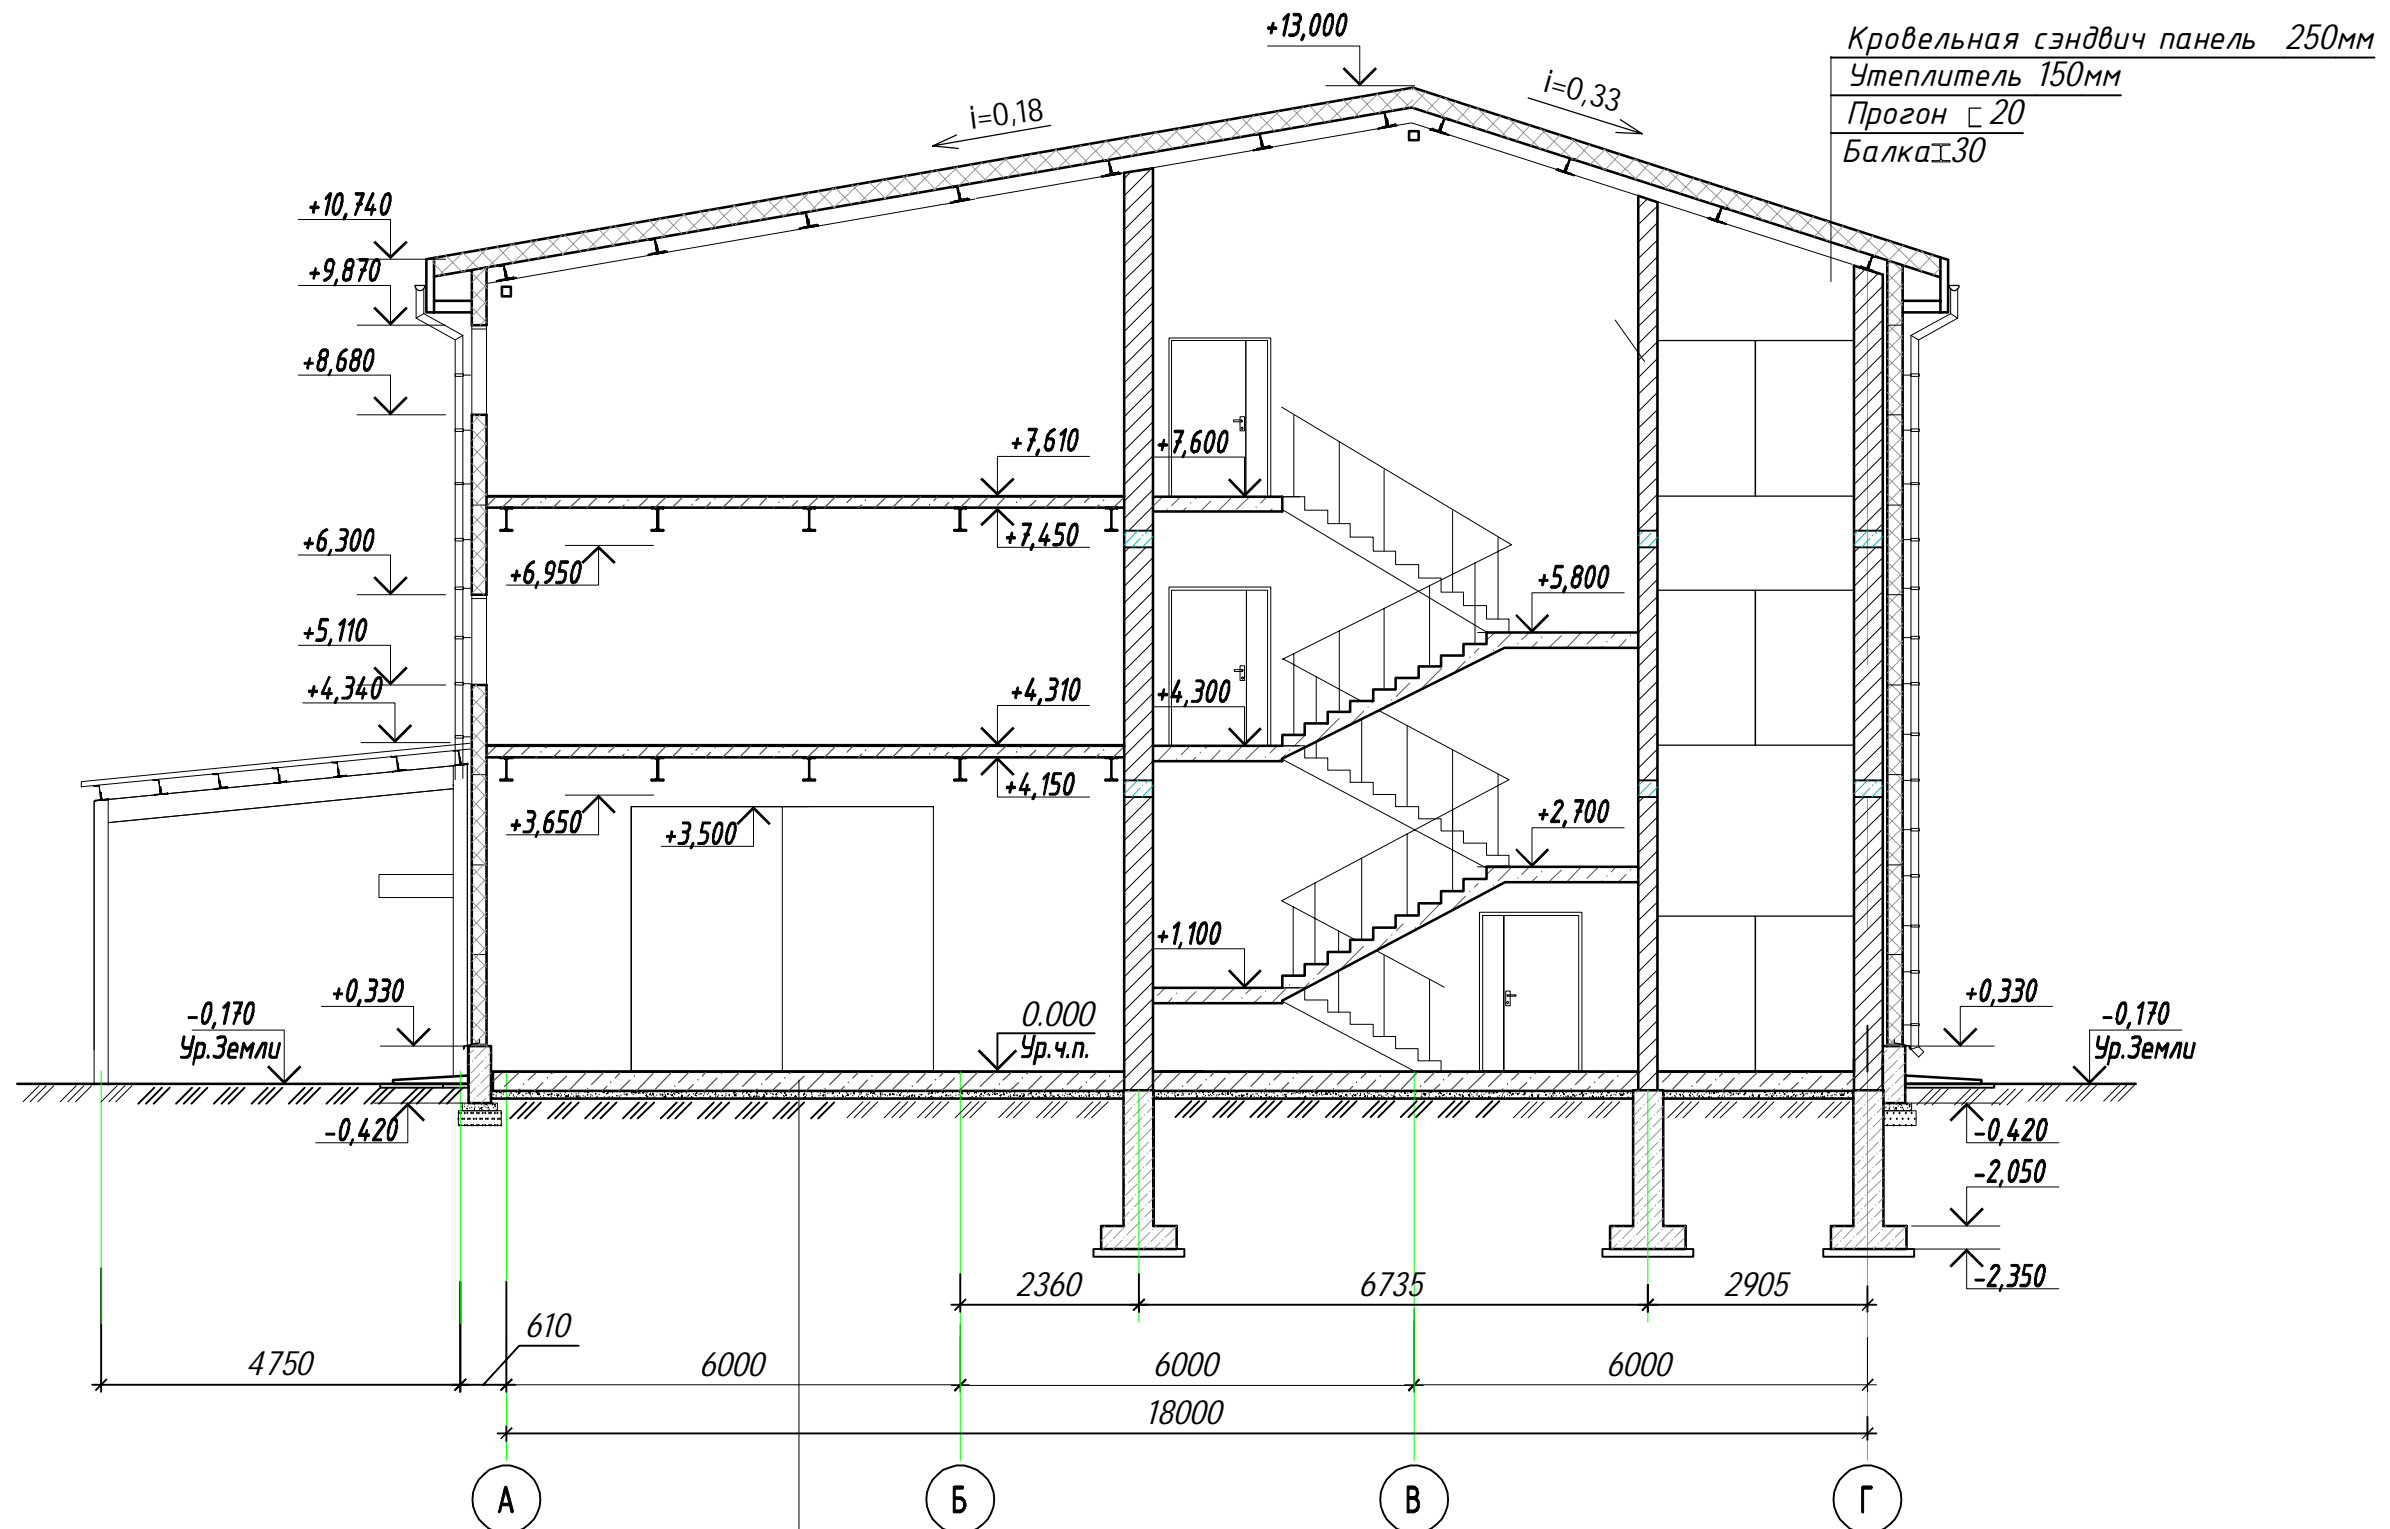 +13,000
Кровельная сэндвич панель 250мм
Утеплитель 150мм
Прогон 20
Балка 30
i=0,18
i=0,33
+10,740
+9,870
+8,680
+7,610
+7,600
+7,450
+6,300
+6,950
+5,800
+5,110
+4,340
+4,310
+4,300
+4,150
+3,650
+3,500
+2,700
+1,100
+0,330
0.000
Ур.ч.п.
-0,170
Ур.Земли
+0,330
-0,170
Ур.Земли
-0,420
-0,420
-2,050
-2,350
2360
6735
2905
610
4750
6000
6000
6000
18000
А
Б
В
Г